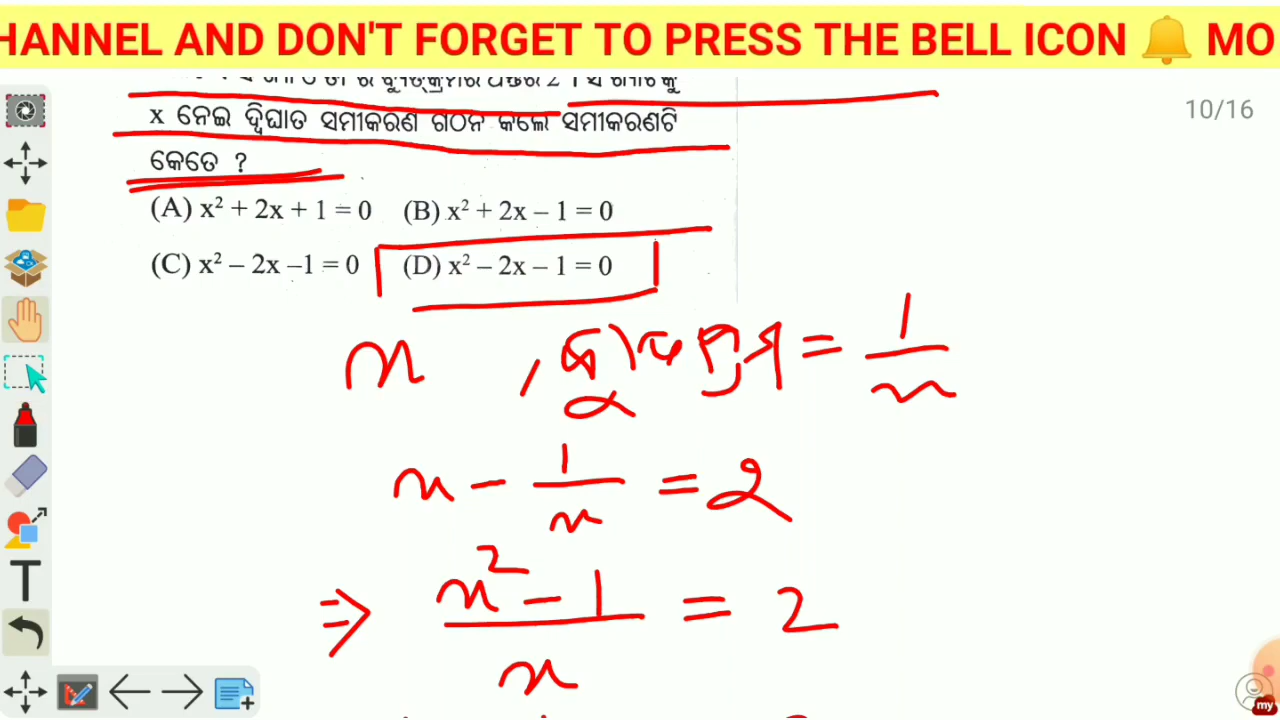 HANNEL AND DON'T FORGET TO PRESS THE BELL ICON 🔔 MO
10/16
x ନେଇ ଦ୍ୱିଘାତ ସମୀକରଣ ଗଠନ କଲେ ସମୀକରଣଟି
କେତେ ?
(A) x² + 2x + 1 = 0 (B) x² + 2x – 1 = 0
(C) x² – 2x –1 = 0 (D) x² – 2x – 1 = 0
x , = 1/x
x - 1/x = 2
⇒ x² - 1 / x = 2
T
my